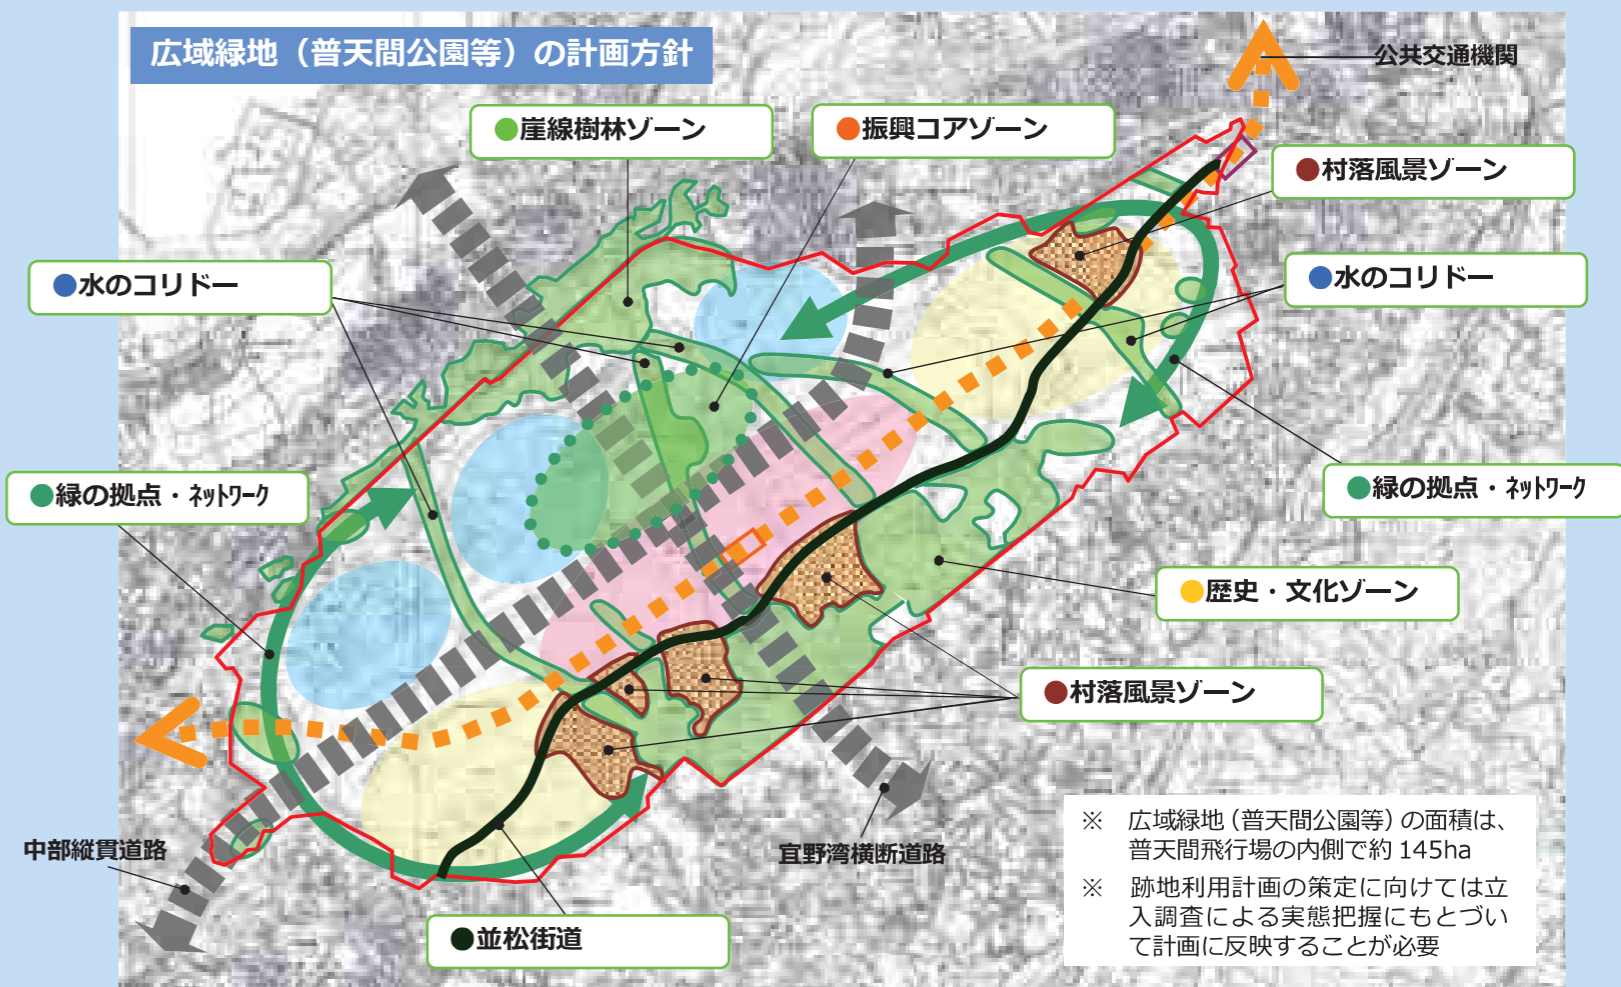 広域緑地（普天間公園等）の計画方針
公共交通機関
●崖線樹林ゾーン
●振興コアゾーン
●村落風景ゾーン
●水のコリドー
●水のコリドー
●緑の拠点・ネットワーク
●緑の拠点・ネットワーク
●歴史・文化ゾーン
●村落風景ゾーン
中部縦貫道路
宜野湾横断道路
●並松街道
※　広域緑地（普天間公園等）の面積は、
普天間飛行場の内側で約 145ha
※　跡地利用計画の策定に向けては立
入調査による実態把握にもとづい
て計画に反映することが必要